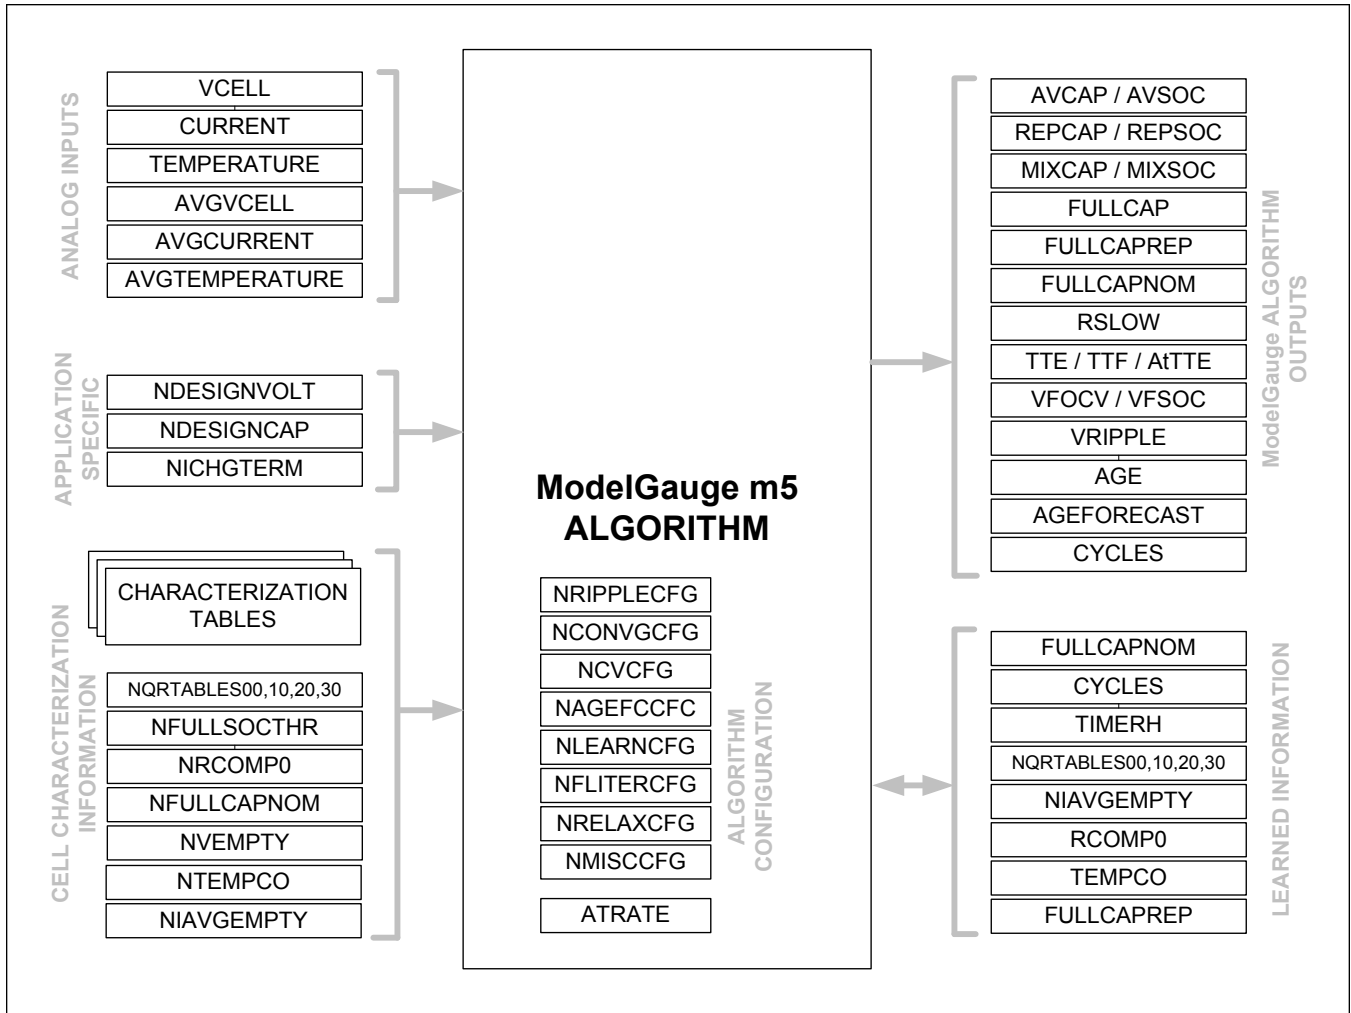 ANALOG INPUTS
VCELL
CURRENT
TEMPERATURE
AVGVCELL
AVGCURRENT
AVGTEMPERATURE
APPLICATION
SPECIFIC
NDESIGNVOLT
NDESIGNCAP
NICHGTERM
CELL CHARACTERIZATION
INFORMATION
CHARACTERIZATION
TABLES
NQRTABLES00,10,20,30
NFULLSOCTHR
NRCOMP0
NFULLCAPNOM
NVEMPTY
NTEMPCO
NIAVGEMPTY
ModelGauge m5
ALGORITHM
NRIPPLECFG
NCONVGCFG
NCVCFG
NAGEFCCFC
NLEARNCFG
NFLITERCFG
NRELAXCFG
NMISCCFG
ATRATE
ALGORITHM
CONFIGURATION
AVCAP / AVSOC
REPCAP / REPSOC
MIXCAP / MIXSOC
FULLCAP
FULLCAPREP
FULLCAPNOM
RSLOW
TTE / TTF / AtTTE
VFOCV / VFSOC
VRIPPLE
AGE
AGEFORECAST
CYCLES
ModelGauge ALGORITHM
OUTPUTS
FULLCAPNOM
CYCLES
TIMERH
NQRTABLES00,10,20,30
NIAVGEMPTY
RCOMP0
TEMPCO
FULLCAPREP
LEARNED INFORMATION